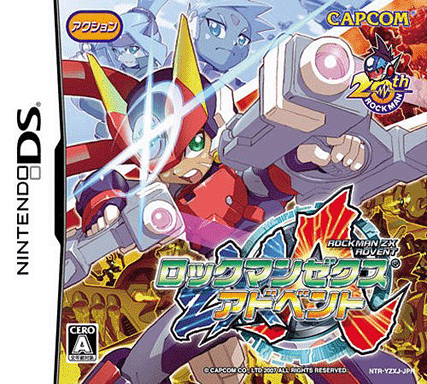 アクション
CAPCOM
20th
ROCKMAN
NINTENDO DS
ROCKMAN ZX
ADVENT
ロックマンゼクス
アドベント
CERO
A
© CAPCOM CO., LTD 2007 ALL RIGHTS RESERVED.
NTR-YZXJ-JPN